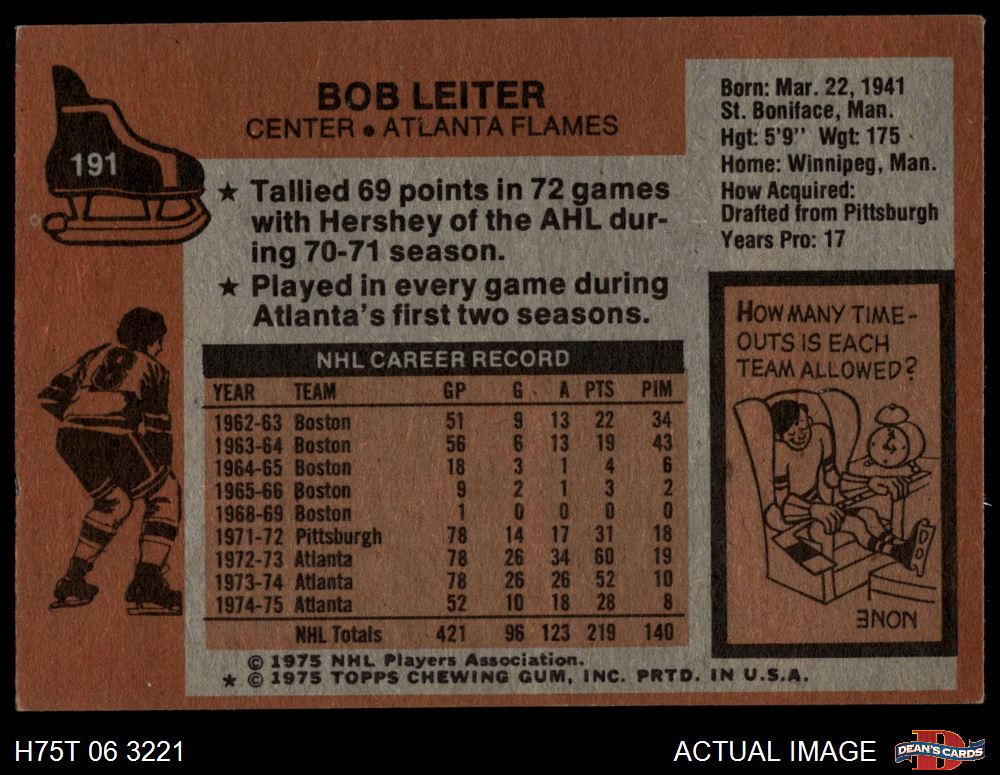 191
BOB LEITER
CENTER • ATLANTA FLAMES
★ Tallied 69 points in 72 games
with Hershey of the AHL dur-
ing 70-71 season.
★ Played in every game during
Atlanta's first two seasons.
Born: Mar. 22, 1941
St. Boniface, Man.
Hgt: 5'9" Wgt: 175
Home: Winnipeg, Man.
How Acquired:
Drafted from Pittsburgh
Years Pro: 17
NHL CAREER RECORD
YEAR TEAM GP G A PTS PIM
1962-63 Boston 51 9 13 22 34
1963-64 Boston 56 6 13 19 43
1964-65 Boston 18 3 1 4 6
1965-66 Boston 9 2 1 3 2
1968-69 Boston 1 0 0 0 0
1971-72 Pittsburgh 78 14 17 31 18
1972-73 Atlanta 78 26 34 60 19
1973-74 Atlanta 78 26 26 52 10
1974-75 Atlanta 52 10 18 28 8
NHL Totals 421 96 123 219 140
© 1975 NHL Players Association.
★ © 1975 TOPPS CHEWING GUM, INC. PRTD. IN U.S.A.
HOW MANY TIME-
OUTS IS EACH
TEAM ALLOWED?
NONE
8
H75T 06 3221
ACTUAL IMAGE
D
DEAN'S CARDS